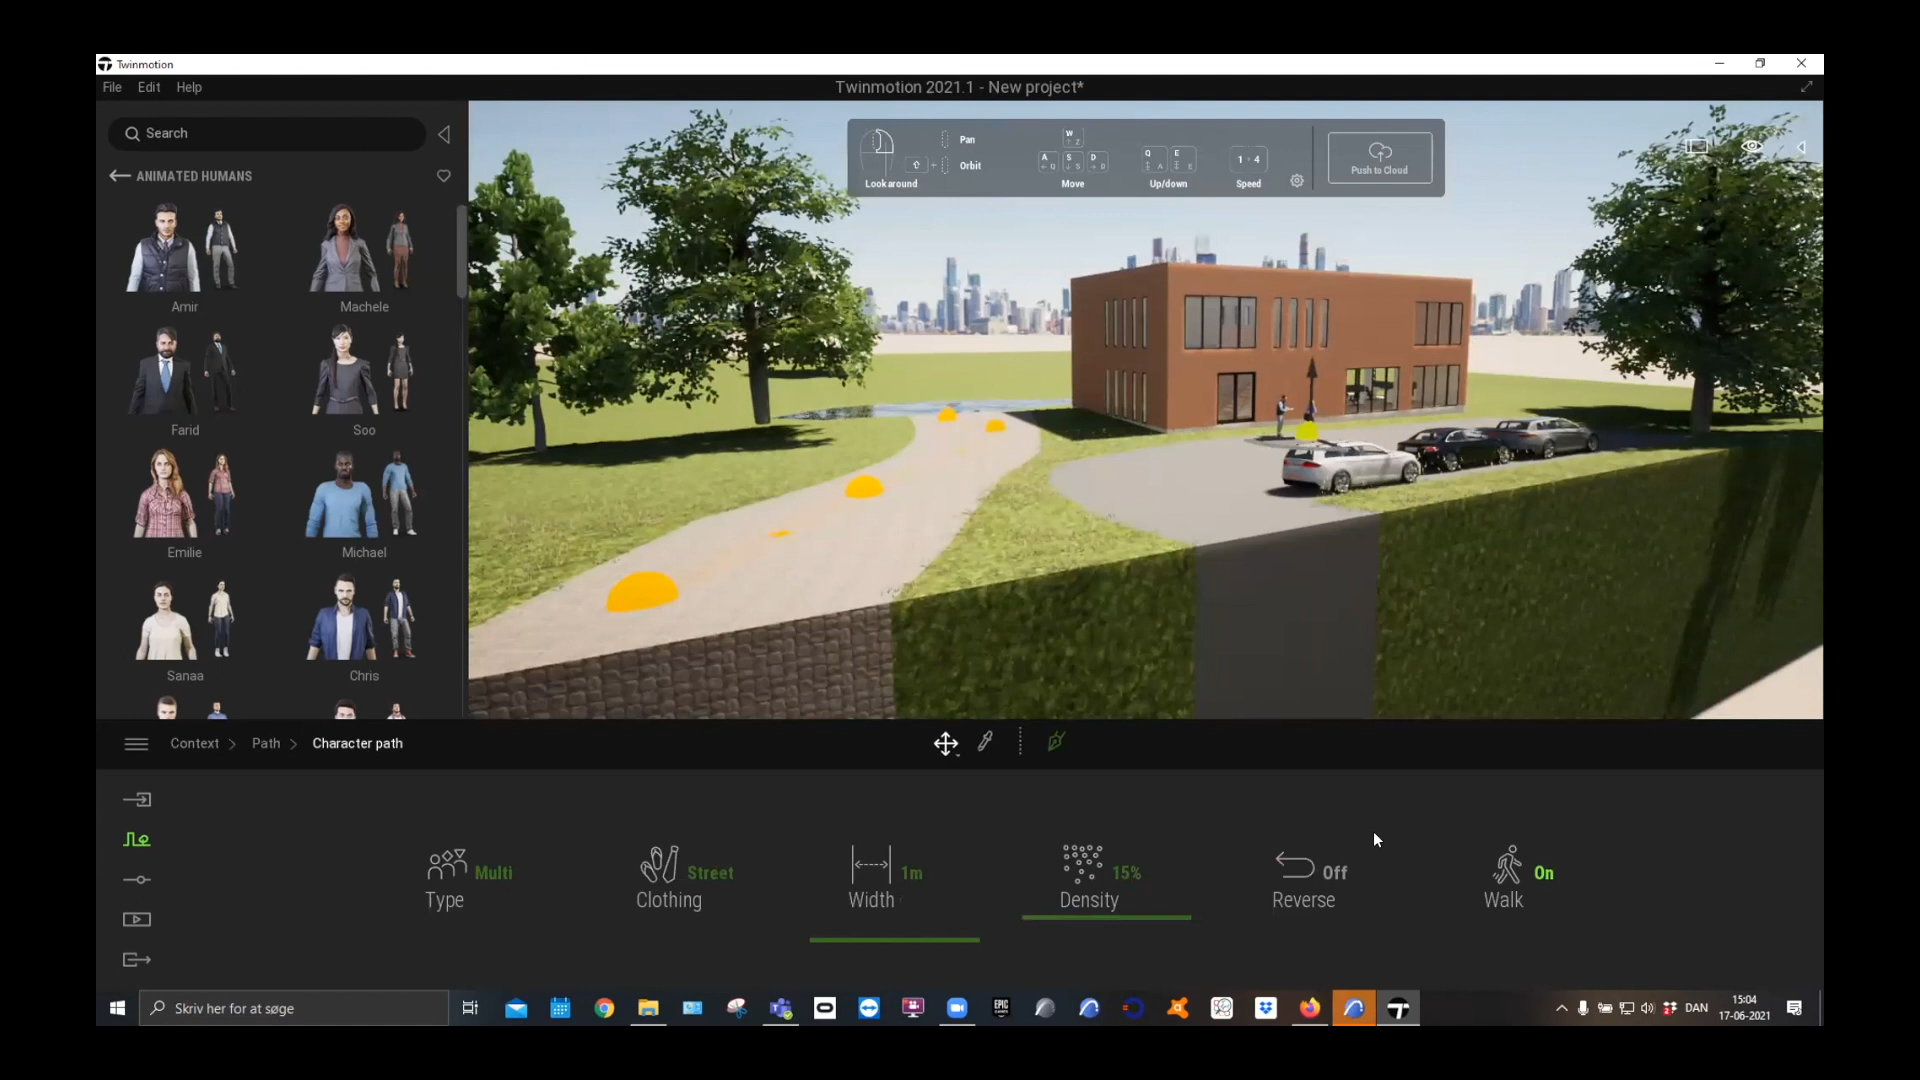 Twinmotion
File Edit Help
Twinmotion 2021.1 - New project*
Search
ANIMATED HUMANS
Amir
Machele
Farid
Soo
Emilie
Michael
Sanaa
Chris
Look around
Pan
Orbit
W
A S D
Move
Q E
Up/down
1 4
Speed
Push to Cloud
Context > Path > Character path
Multi
Type
Street
Clothing
1m
Width
15%
Density
Off
Reverse
On
Walk
Skriv her for at søge
EPIC
DAN
15:04
17-06-2021